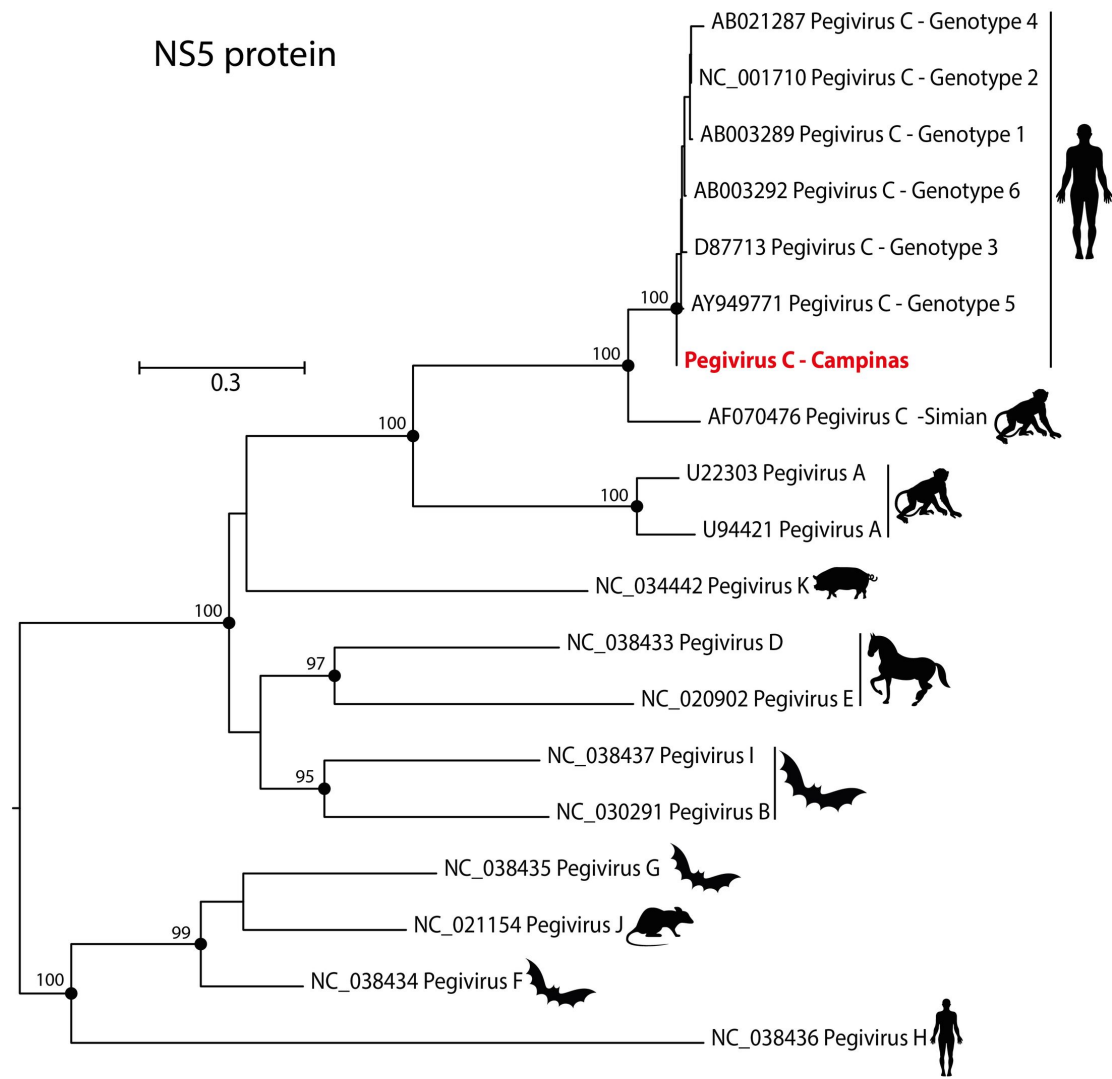 NS5 protein
AB021287 Pegivirus C - Genotype 4
NC_001710 Pegivirus C - Genotype 2
AB003289 Pegivirus C - Genotype 1
AB003292 Pegivirus C - Genotype 6
D87713 Pegivirus C - Genotype 3
100
AY949771 Pegivirus C - Genotype 5
100
Pegivirus C - Campinas
0.3
AF070476 Pegivirus C -Simian
100
U22303 Pegivirus A
100
U94421 Pegivirus A
NC_034442 Pegivirus K
100
NC_038433 Pegivirus D
97
NC_020902 Pegivirus E
NC_038437 Pegivirus I
95
NC_030291 Pegivirus B
NC_038435 Pegivirus G
NC_021154 Pegivirus J
99
NC_038434 Pegivirus F
100
NC_038436 Pegivirus H